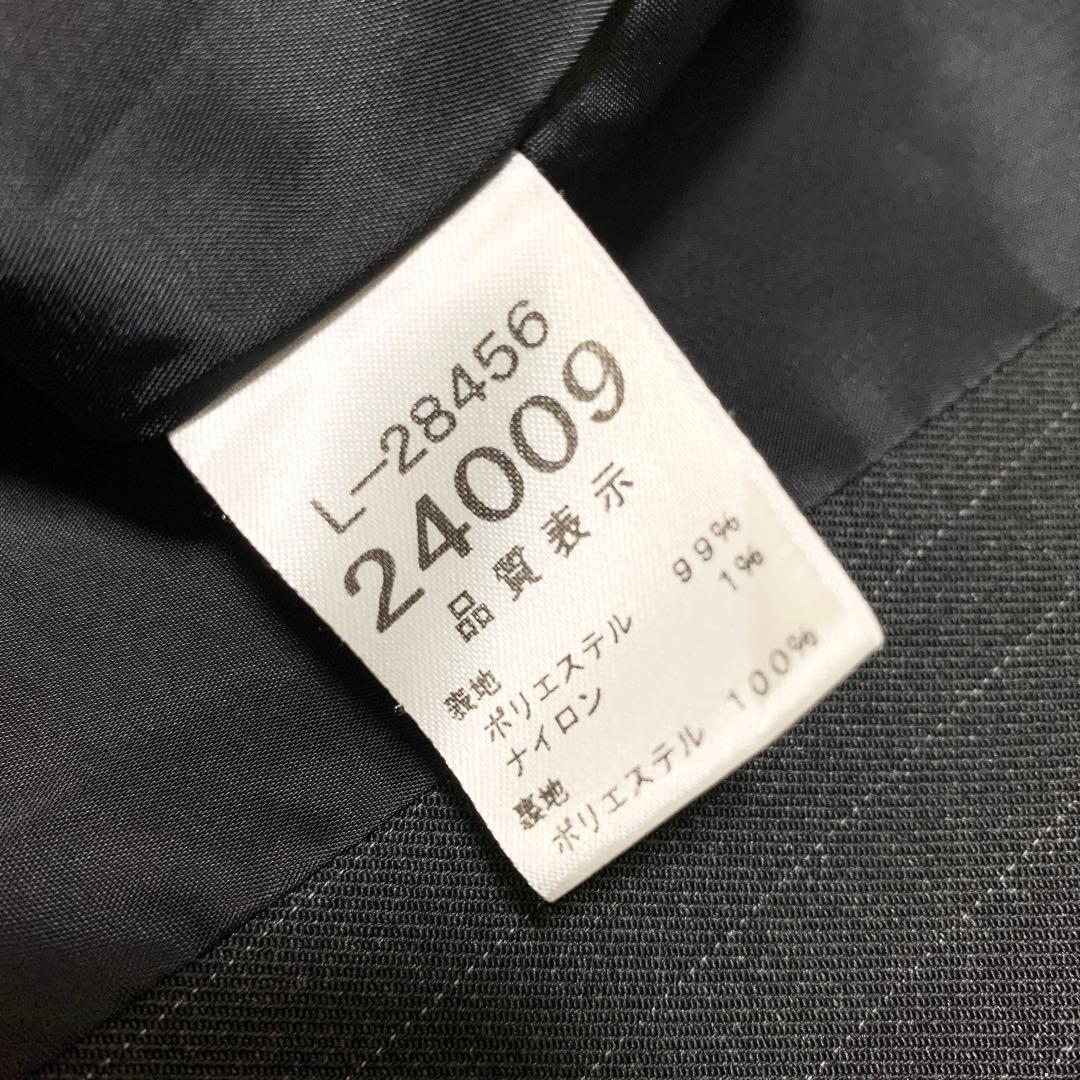 L-28456
24009
品質表示
表地
ポリエステル 99%
ナイロン 1%
裏地
ポリエステル 100%